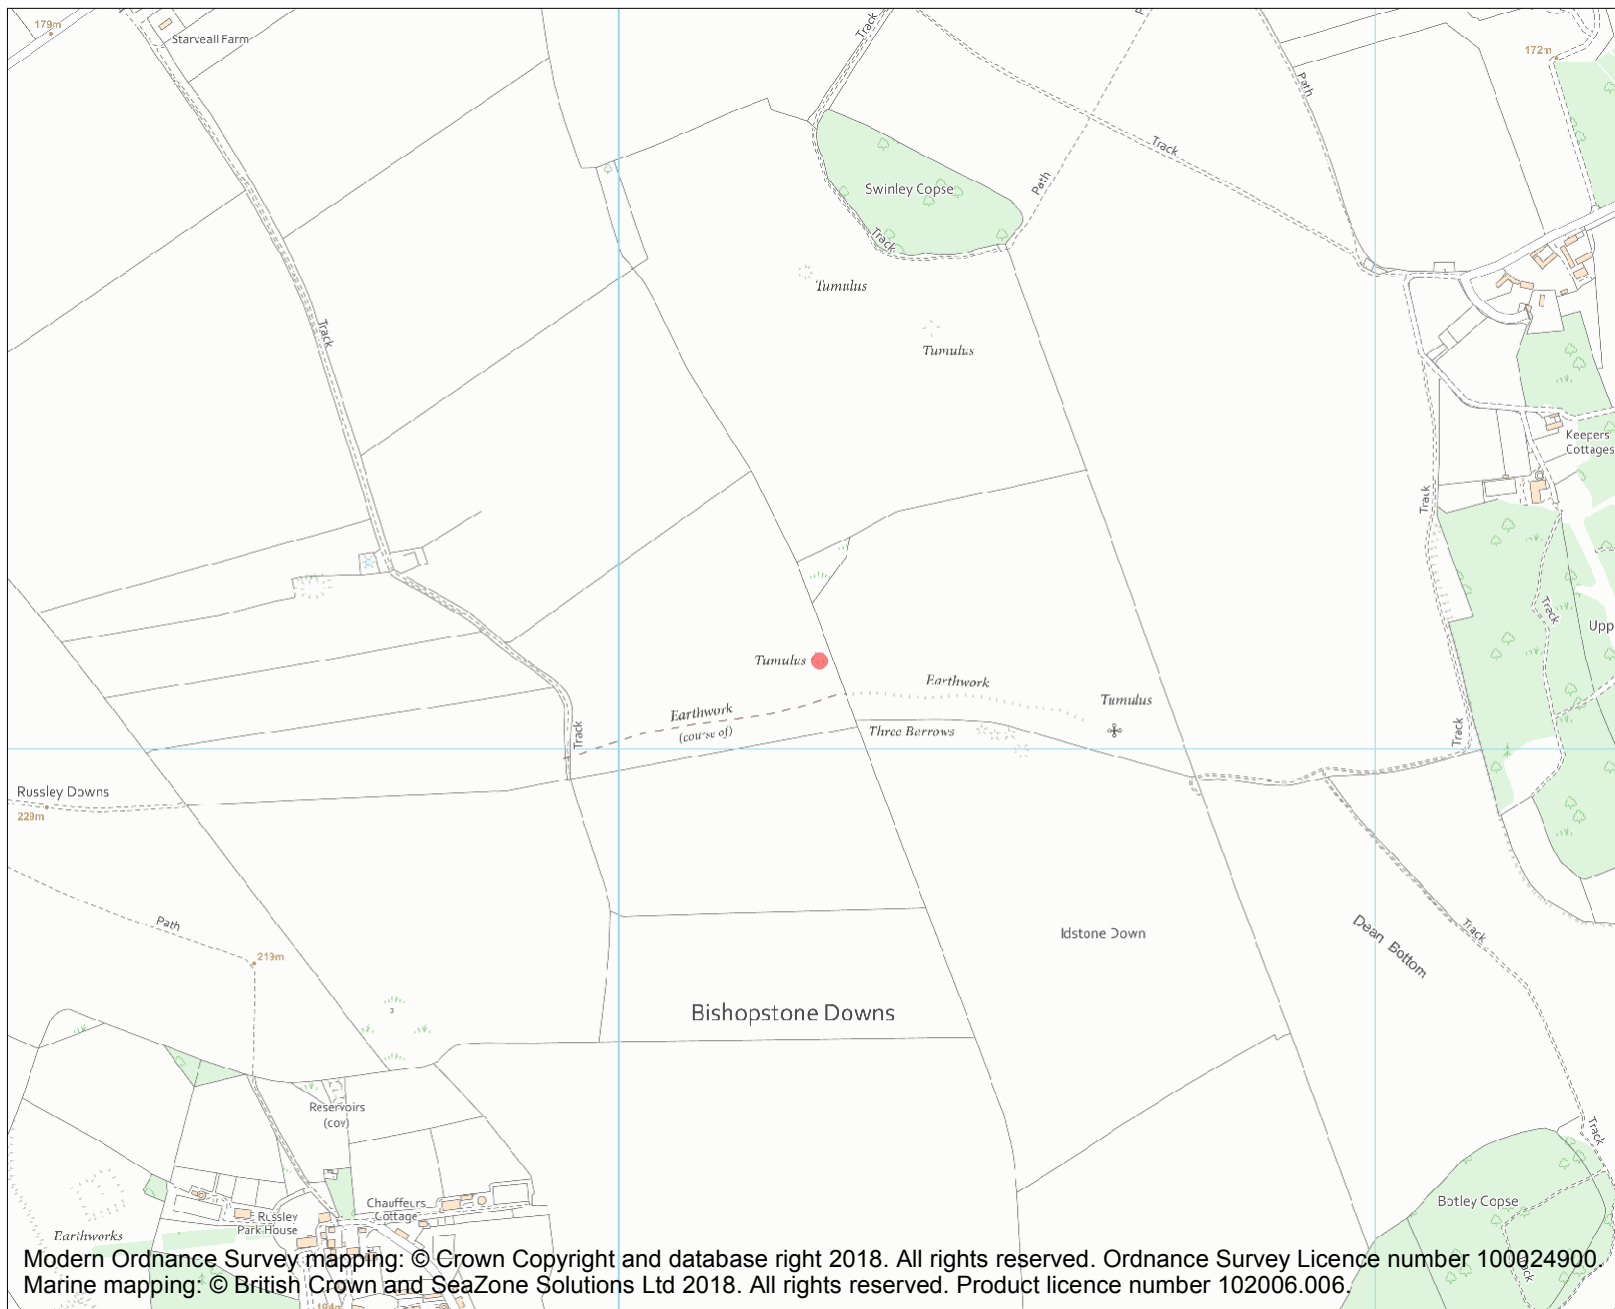 179m
Starveall Farm
Track
P
172m
Path
Track
Swinley Copse
Path
Track
Tumulus
Track
Tumulus
Keepers
Cottages
Track
Track
Upp
Tumulus
Earthwork
Tumulus
Earthwork
(course of)
Three Barrows
Track
Track
Russley Downs
229m
Path
219m
Idstone Down
Dean Bottom
Track
Bishopstone Downs
Reservoirs
(cov)
Track
Chauffeurs
Cottage
Botley Copse
Russley
Park House
Earthworks
Track
Modern Ordnance Survey mapping: © Crown Copyright and database right 2018. All rights reserved. Ordnance Survey Licence number 100024900.
Marine mapping: © British Crown and SeaZone Solutions Ltd 2018. All rights reserved. Product licence number 102006.006.